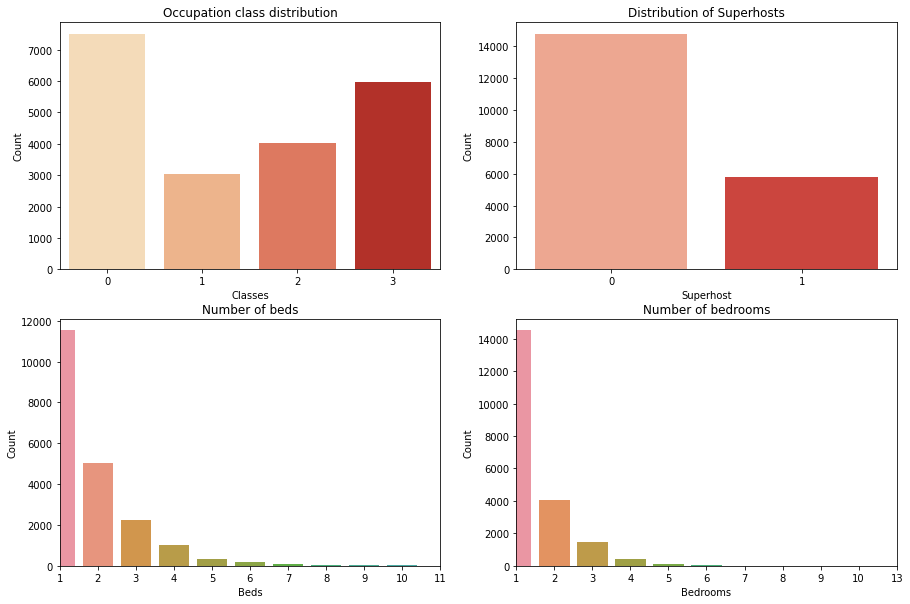 Occupation class distribution
7000
6000
5000
4000
3000
2000
1000
0
Count
0 1 2 3
Classes
Distribution of Superhosts
14000
12000
10000
8000
6000
4000
2000
0
Count
0 1
Superhost
Number of beds
12000
10000
8000
6000
4000
2000
0
Count
1 2 3 4 5 6 7 8 9 10 11
Beds
Number of bedrooms
14000
12000
10000
8000
6000
4000
2000
0
Count
1 2 3 4 5 6 7 8 9 10 13
Bedrooms